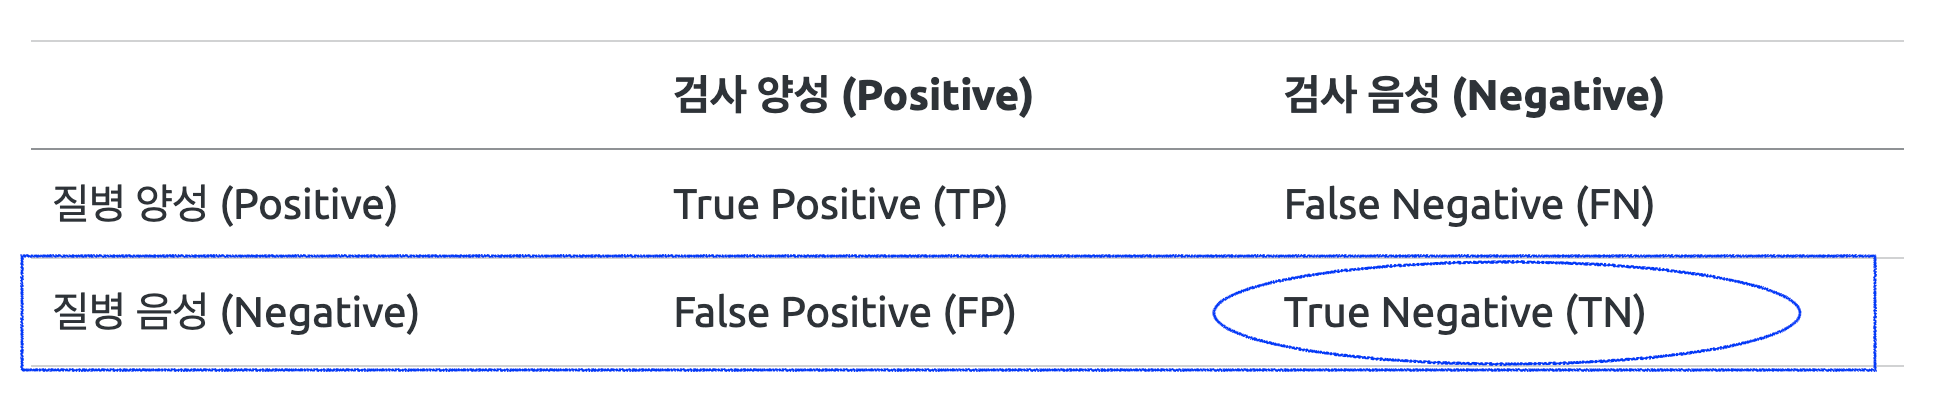 검사 양성 (Positive) 검사 음성 (Negative)
질병 양성 (Positive) True Positive (TP) False Negative (FN)
질병 음성 (Negative) False Positive (FP) True Negative (TN)